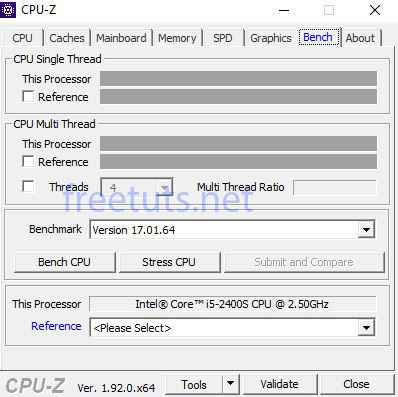 CPU-Z
CPU Caches Mainboard Memory SPD Graphics Bench About
CPU Single Thread
This Processor
Reference
CPU Multi Thread
This Processor
Reference
Threads 4 Multi Thread Ratio
freetuts.net
Benchmark Version 17.01.64
Bench CPU Stress CPU Submit and Compare
This Processor Intel® Core™ i5-2400S CPU @ 2.50GHz
Reference <Please Select>
CPU-Z Ver. 1.92.0.x64 Tools Validate Close